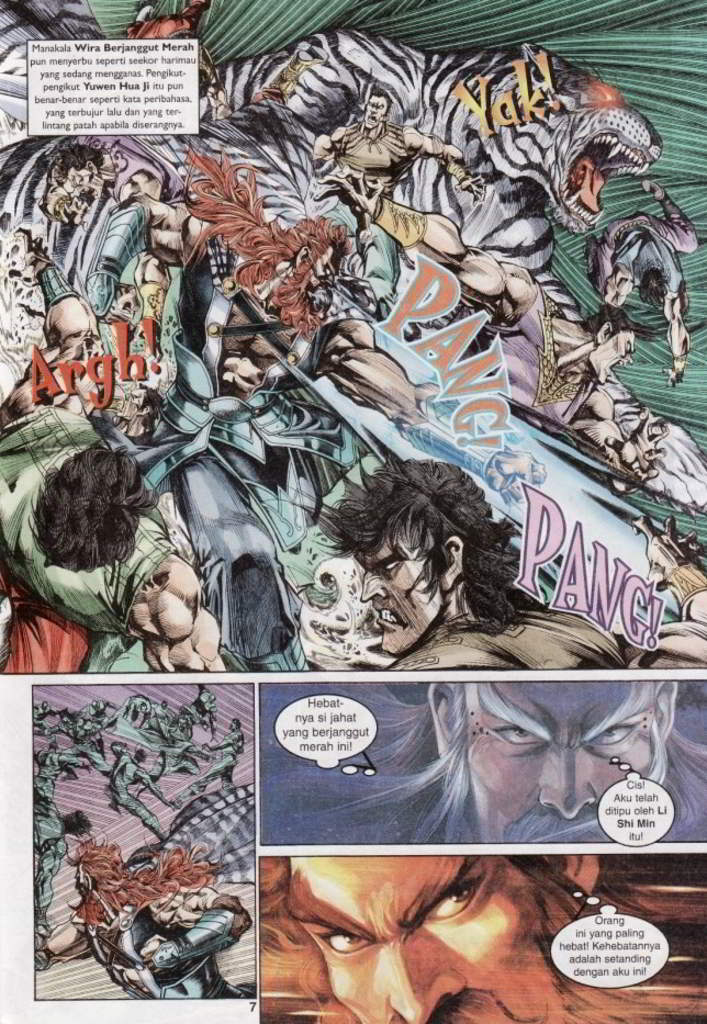 Manakala Wira Berjanggut Merah
pun menyerbu seperti seekor harimau
yang sedang mengganas. Pengikut-
pengikut Yuwen Hua Ji itu pun
benar-benar seperti kata peribahasa,
yang terbujur lalu dan yang ter-
lintang patah apabila diserangnya.
Yak!
Argh!
PANG
PANG!
Hebat-
nya si jahat
yang berjanggut
merah ini!
Cis!
Aku telah
ditipu oleh Li
Shi Min
itu!
Orang
ini yang paling
hebat! Kehebatannya
adalah setanding
dengan aku ini!
7